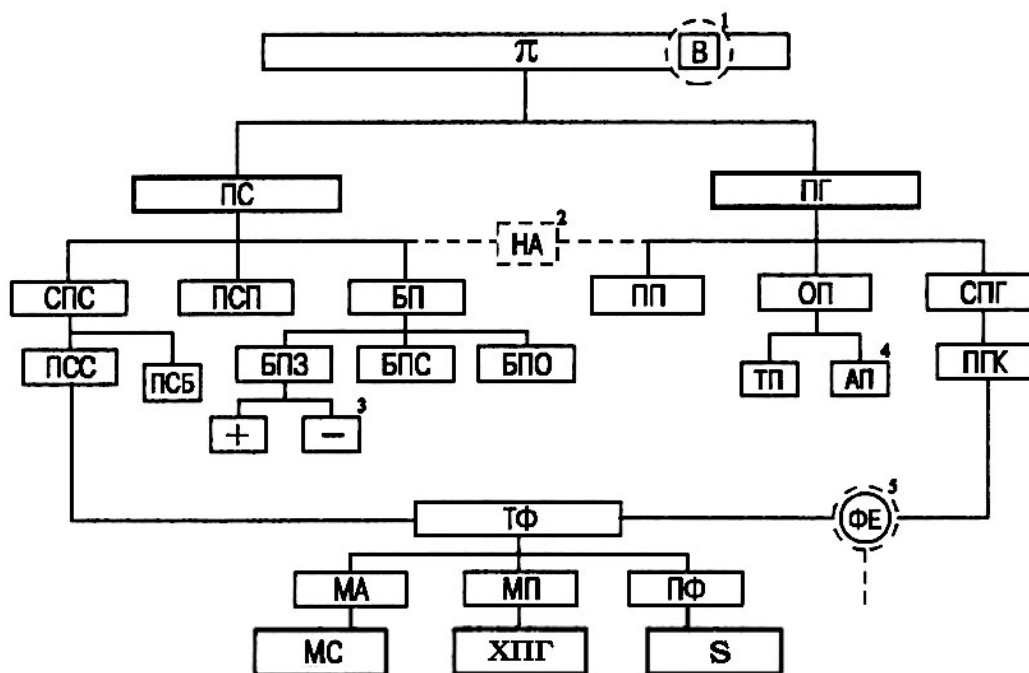 π В 1
ПС ПГ
НА 2
СПС ПСП БП ПП ОП СПГ
ПСС ПСБ БПЗ БПС БПО ТП АП 4 ПГК
+ − 3
ТФ ФЕ 5
МА МП ПФ
МС ХПГ S